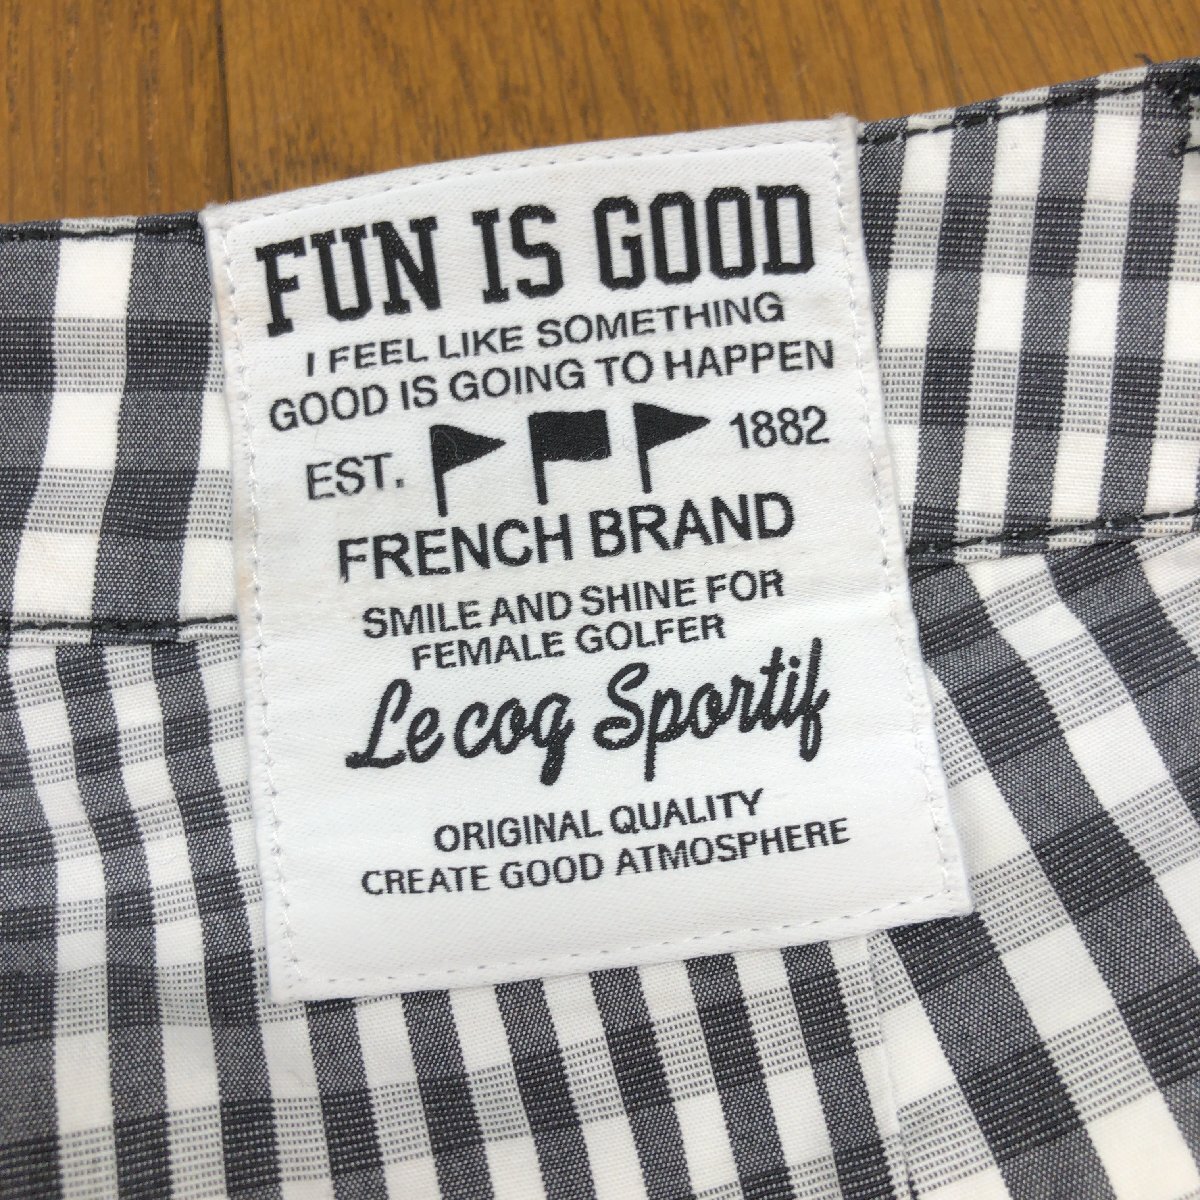 FUN IS GOOD
I FEEL LIKE SOMETHING
GOOD IS GOING TO HAPPEN
EST. 1882
FRENCH BRAND
SMILE AND SHINE FOR
FEMALE GOLFER
Le coq Sportif
ORIGINAL QUALITY
CREATE GOOD ATMOSPHERE